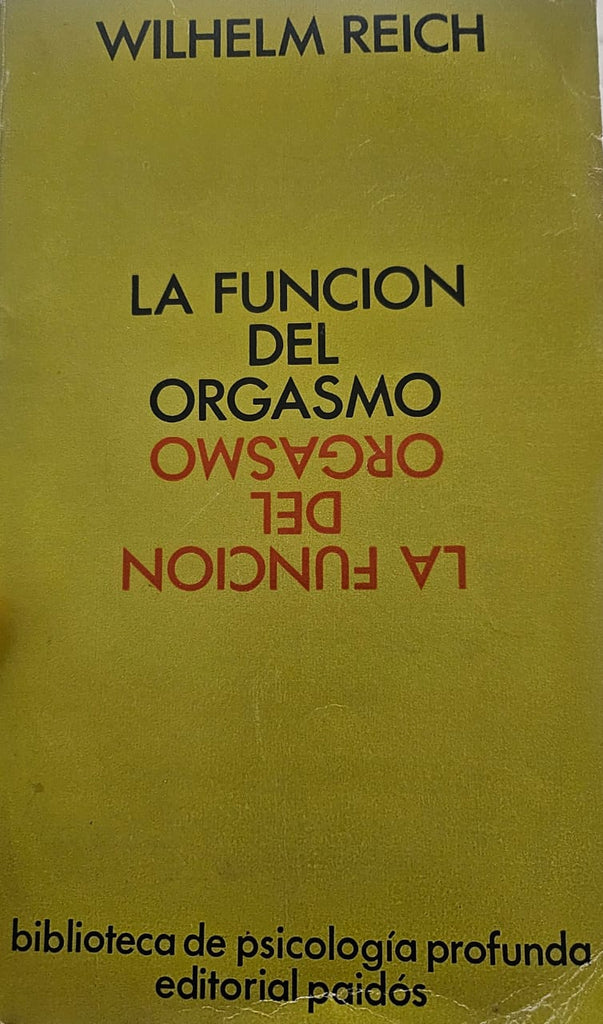 WILHELM REICH
LA FUNCION
DEL
ORGASMO
ORGASMO
DEL
LA FUNCION
biblioteca de psicología profunda
editorial paidós